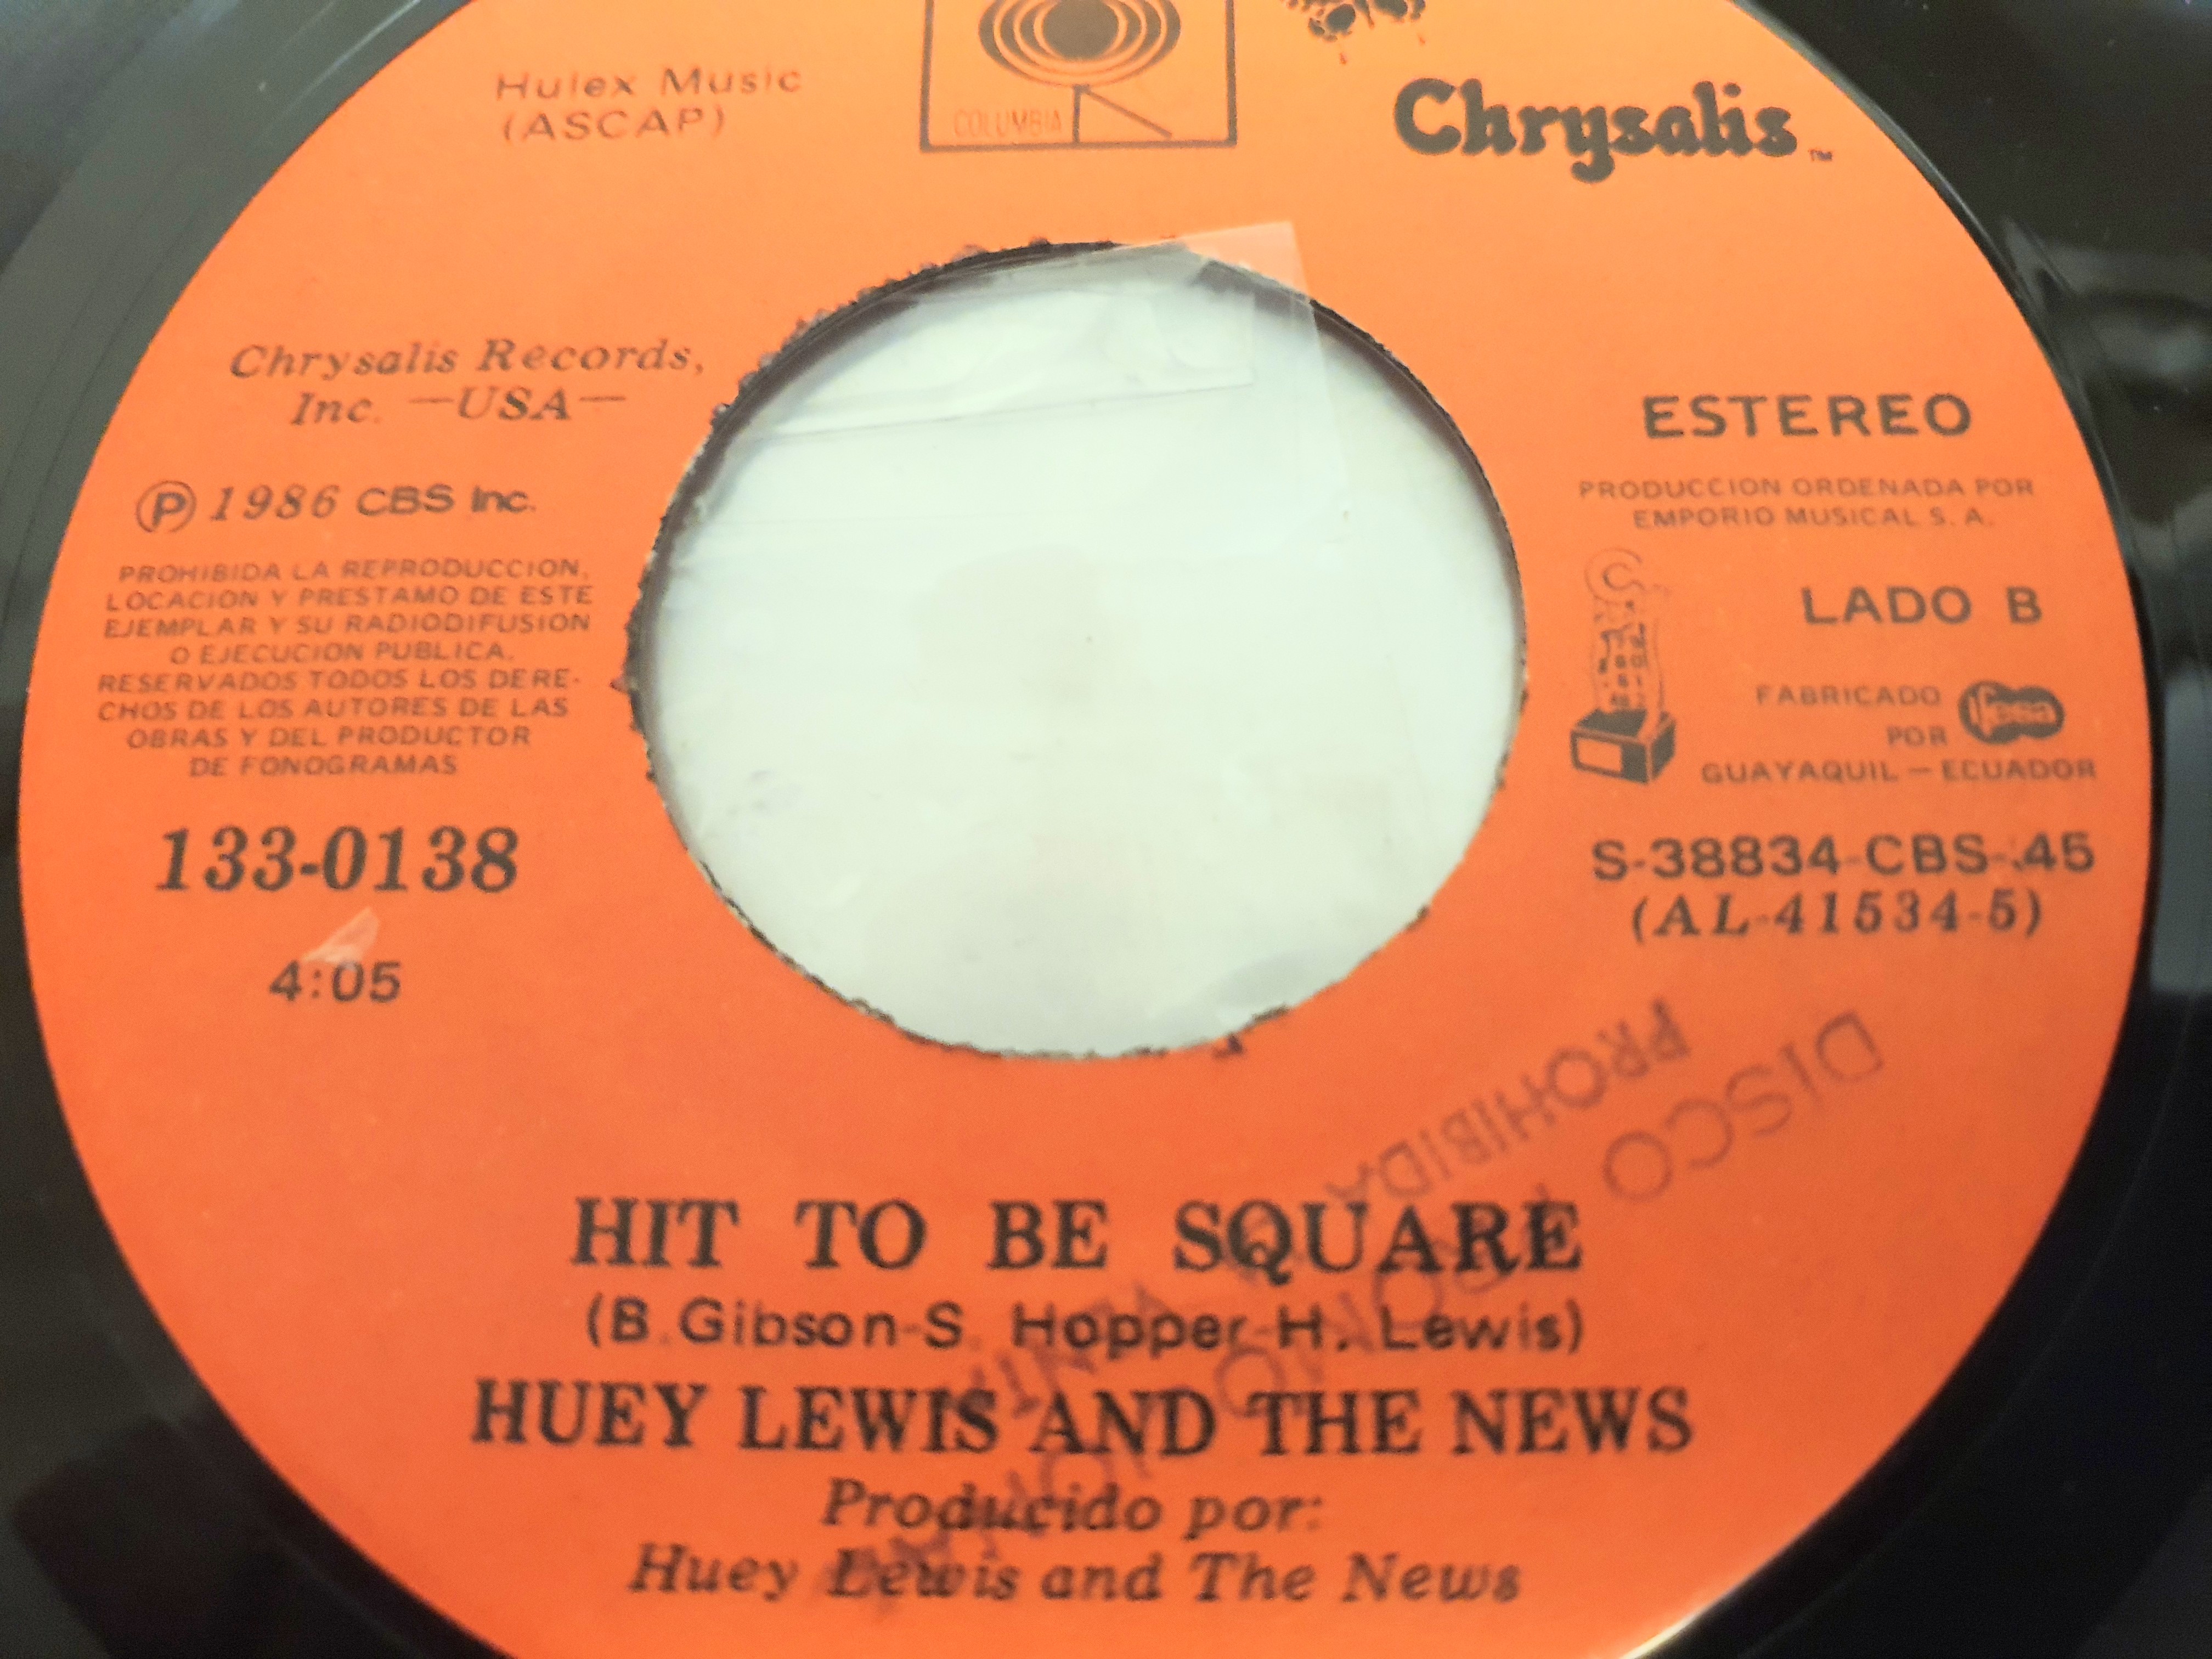 Hulex Music
(ASCAP)
COLUMBIA
Chrysalis™
Chrysalis Records,
Inc. —USA—
Ⓟ 1986 CBS Inc.
PROHIBIDA LA REPRODUCCION,
LOCACION Y PRESTAMO DE ESTE
EJEMPLAR Y SU RADIODIFUSION
O EJECUCION PUBLICA.
RESERVADOS TODOS LOS DERE-
CHOS DE LOS AUTORES DE LAS
OBRAS Y DEL PRODUCTOR
DE FONOGRAMAS
133-0138
4:05
ESTEREO
PRODUCCION ORDENADA POR
EMPORIO MUSICAL S. A.
LADO B
FABRICADO
POR
GUAYAQUIL — ECUADOR
S-38834-CBS-.45
(AL-41534-5)
DISCO
PROHIBIDA
HIT TO BE SQUARE
(B.Gibson-S. Hopper-H. Lewis)
HUEY LEWIS AND THE NEWS
Producido por:
Huey Lewis and The News